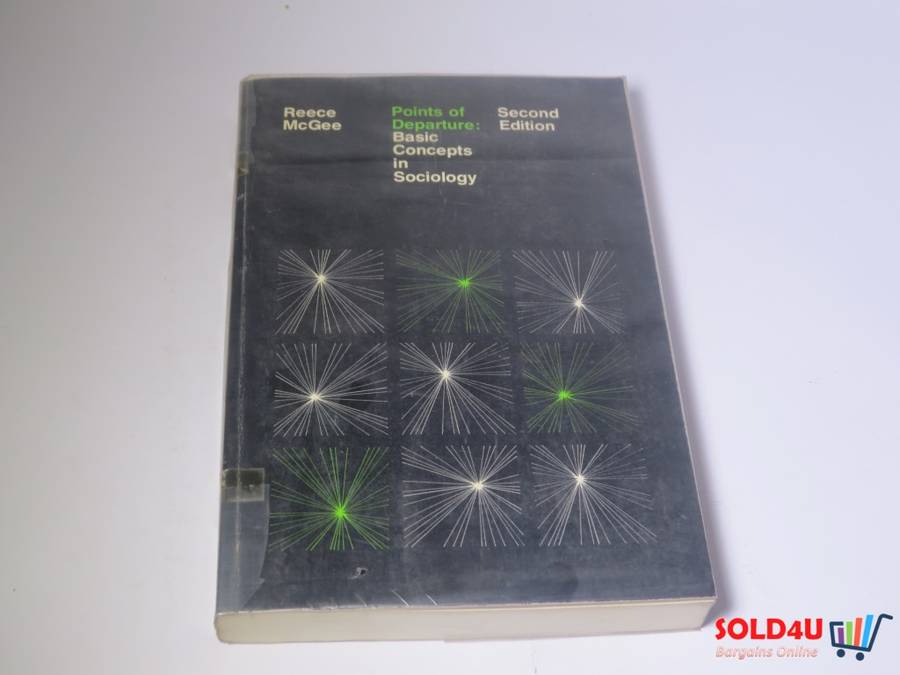 Reece
McGee
Points of
Departure:
Basic
Concepts
in
Sociology
Second
Edition
SOLD4U
Bargains Online